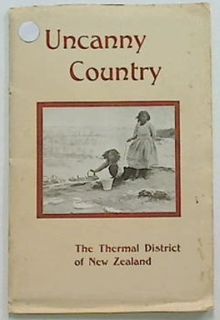 Uncanny
Country
The Thermal District
of New Zealand